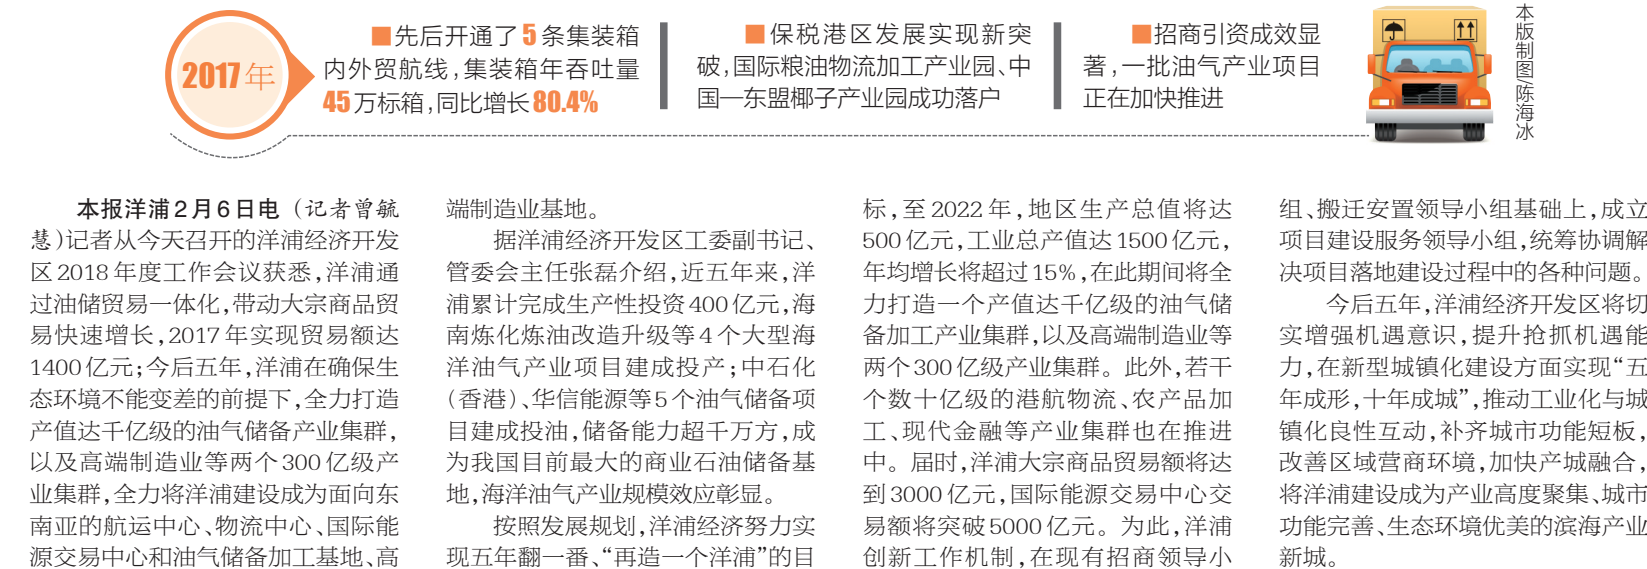 2017年
■先后开通了5条集装箱
内外贸航线,集装箱年吞吐量
45万标箱,同比增长80.4%
■保税港区发展实现新突
破,国际粮油物流加工产业园、中
国—东盟椰子产业园成功落户
■招商引资成效显
著,一批油气产业项目
正在加快推进
本版制图/陈海冰
本报洋浦2月6日电(记者曾毓
慧)记者从今天召开的洋浦经济开发
区2018年度工作会议获悉,洋浦通
过油储贸易一体化,带动大宗商品贸
易快速增长,2017年实现贸易额达
1400亿元;今后五年,洋浦在确保生
态环境不能变差的前提下,全力打造
产值达千亿级的油气储备产业集群,
以及高端制造业等两个300亿级产
业集群,全力将洋浦建设成为面向东
南亚的航运中心、物流中心、国际能
源交易中心和油气储备加工基地、高
端制造业基地。
据洋浦经济开发区工委副书记、
管委会主任张磊介绍,近五年来,洋
浦累计完成生产性投资400亿元,海
南炼化炼油改造升级等4个大型海
洋油气产业项目建成投产;中石化
(香港)、华信能源等5个油气储备项
目建成投油,储备能力超千万方,成
为我国目前最大的商业石油储备基
地,海洋油气产业规模效应彰显。
按照发展规划,洋浦经济努力实
现五年翻一番、“再造一个洋浦”的目
标,至2022年,地区生产总值将达
500亿元,工业总产值达1500亿元,
年均增长将超过15%,在此期间将全
力打造一个产值达千亿级的油气储
备加工产业集群,以及高端制造业等
两个300亿级产业集群。此外,若干
个数十亿级的港航物流、农产品加
工、现代金融等产业集群也在推进
中。届时,洋浦大宗商品贸易额将达
到3000亿元,国际能源交易中心交
易额将突破5000亿元。为此,洋浦
创新工作机制,在现有招商领导小
组、搬迁安置领导小组基础上,成立
项目建设服务领导小组,统筹协调解
决项目落地建设过程中的各种问题。
今后五年,洋浦经济开发区将切
实增强机遇意识,提升抢抓机遇能
力,在新型城镇化建设方面实现“五
年成形,十年成城”,推动工业化与城
镇化良性互动,补齐城市功能短板,
改善区域营商环境,加快产城融合,
将洋浦建设成为产业高度聚集、城市
功能完善、生态环境优美的滨海产业
新城。